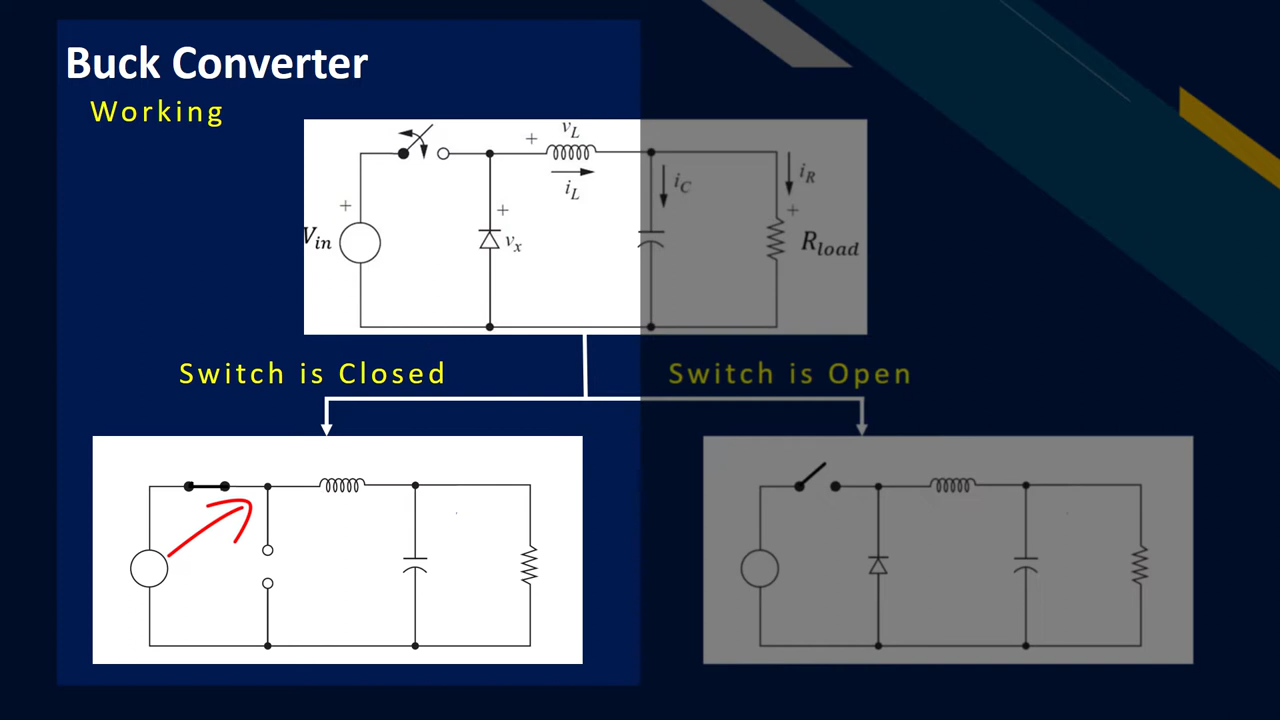 Buck Converter
Working
+ v_L
i_L
i_C
i_R
+
+
+
V_in
v_x
R_load
Switch is Closed
Switch is Open